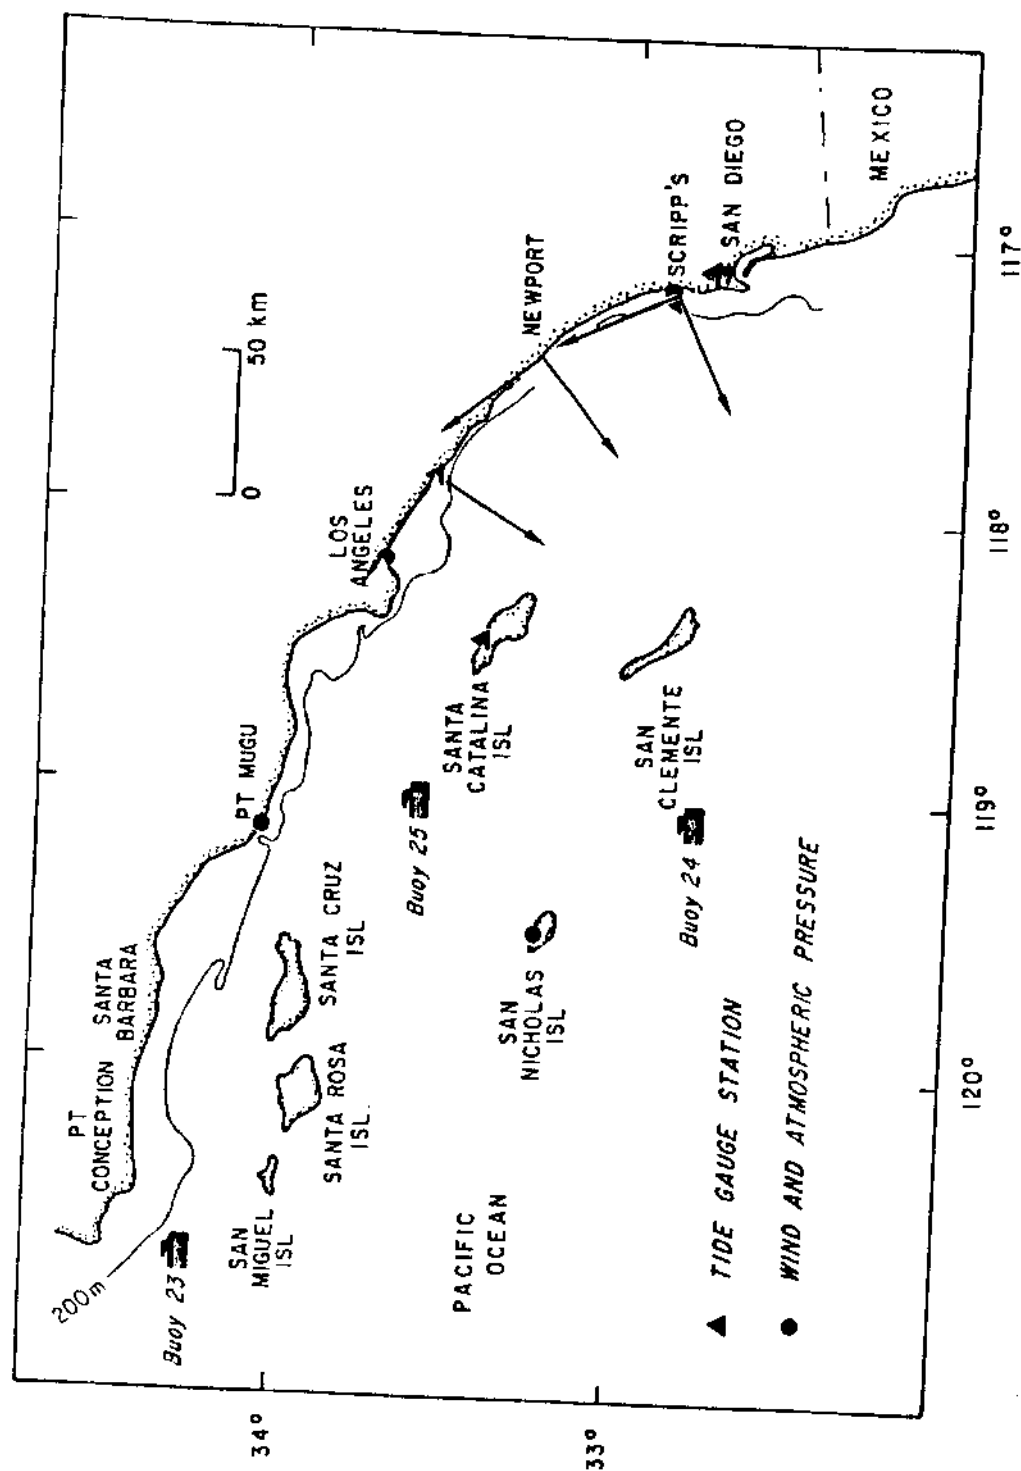 PT
CONCEPTION
SANTA
BARBARA
PT MUGU
LOS
ANGELES
0
50 km
NEWPORT
SCRIPP'S
SAN DIEGO
MEXICO
200m
Buoy 23
SAN
MIGUEL
ISL
SANTA ROSA
ISL.
SANTA CRUZ
ISL
Buoy 25
SANTA
CATALINA
ISL
SAN
NICHOLAS
ISL
SAN
CLEMENTE
ISL
Buoy 24
PACIFIC
OCEAN
TIDE GAUGE STATION
WIND AND ATMOSPHERIC PRESSURE
34°
33°
120°
119°
118°
117°